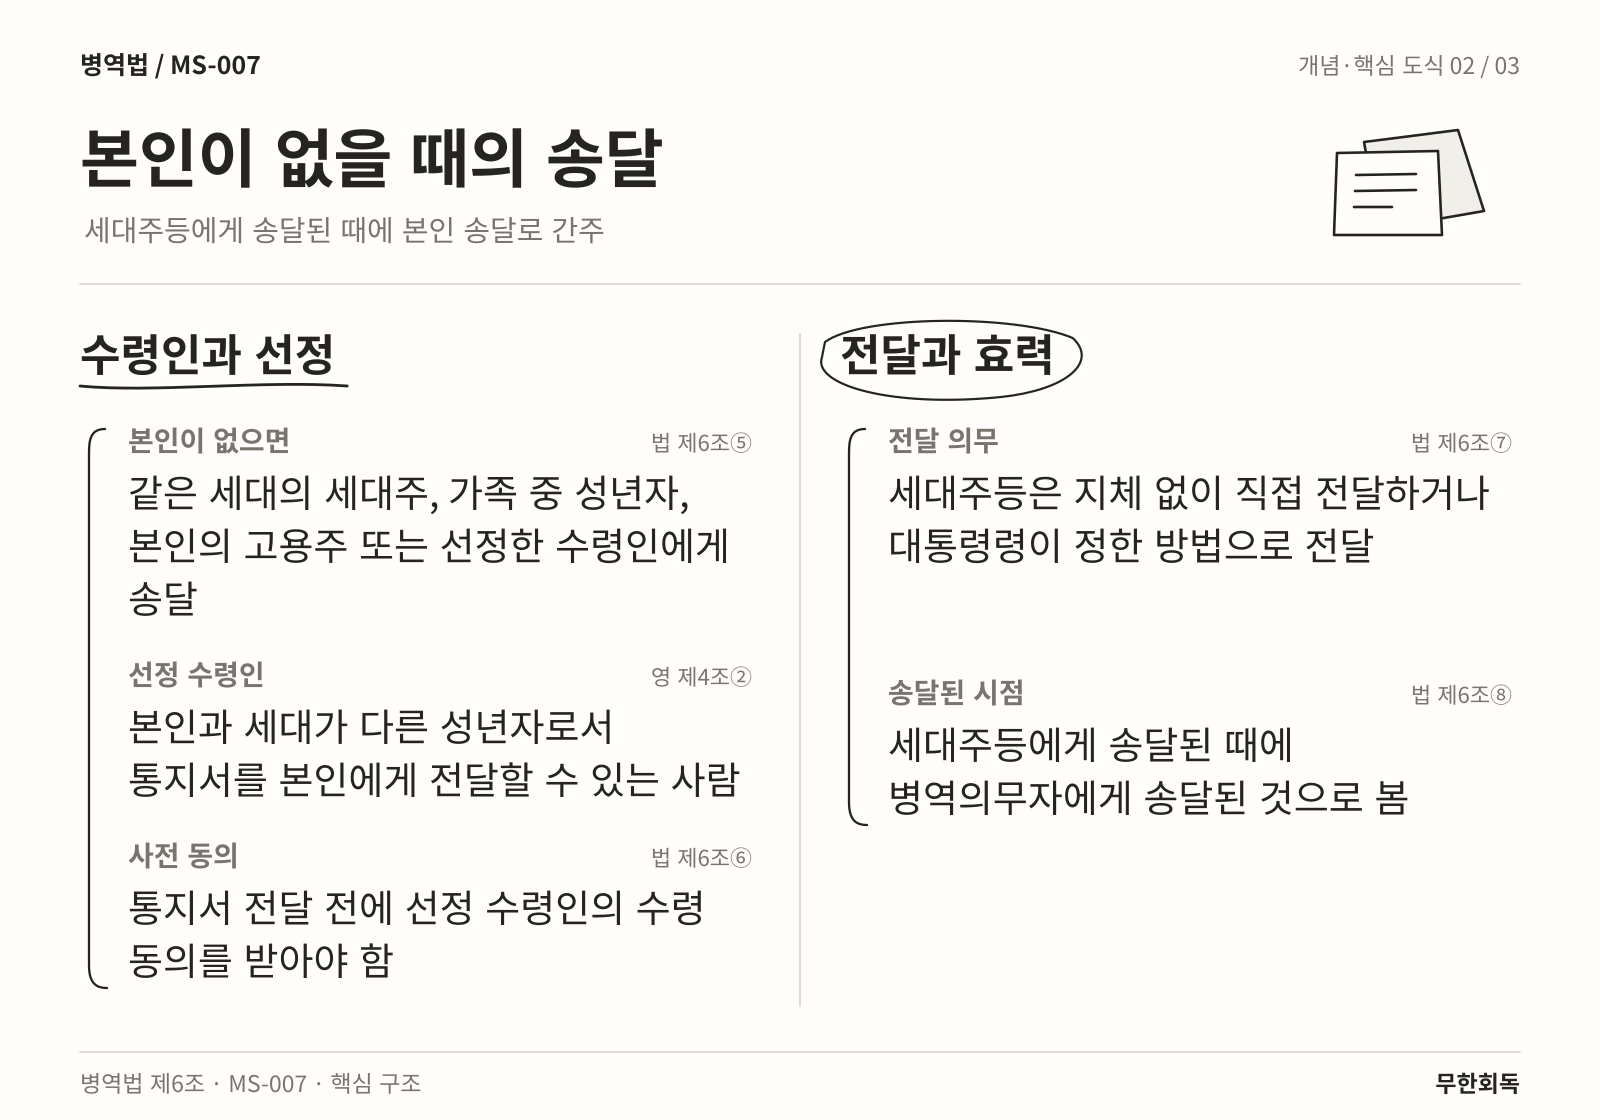 병역법 / MS-007
개념·핵심 도식 02 / 03
본인이 없을 때의 송달
세대주등에게 송달된 때에 본인 송달로 간주
수령인과 선정
본인이 없으면
법 제6조⑤
같은 세대의 세대주, 가족 중 성년자,
본인의 고용주 또는 선정한 수령인에게
송달
선정 수령인
영 제4조②
본인과 세대가 다른 성년자로서
통지서를 본인에게 전달할 수 있는 사람
사전 동의
법 제6조⑥
통지서 전달 전에 선정 수령인의 수령
동의를 받아야 함
전달과 효력
전달 의무
법 제6조⑦
세대주등은 지체 없이 직접 전달하거나
대통령령이 정한 방법으로 전달
송달된 시점
법 제6조⑧
세대주등에게 송달된 때에
병역의무자에게 송달된 것으로 봄
병역법 제6조 · MS-007 · 핵심 구조
무한회독